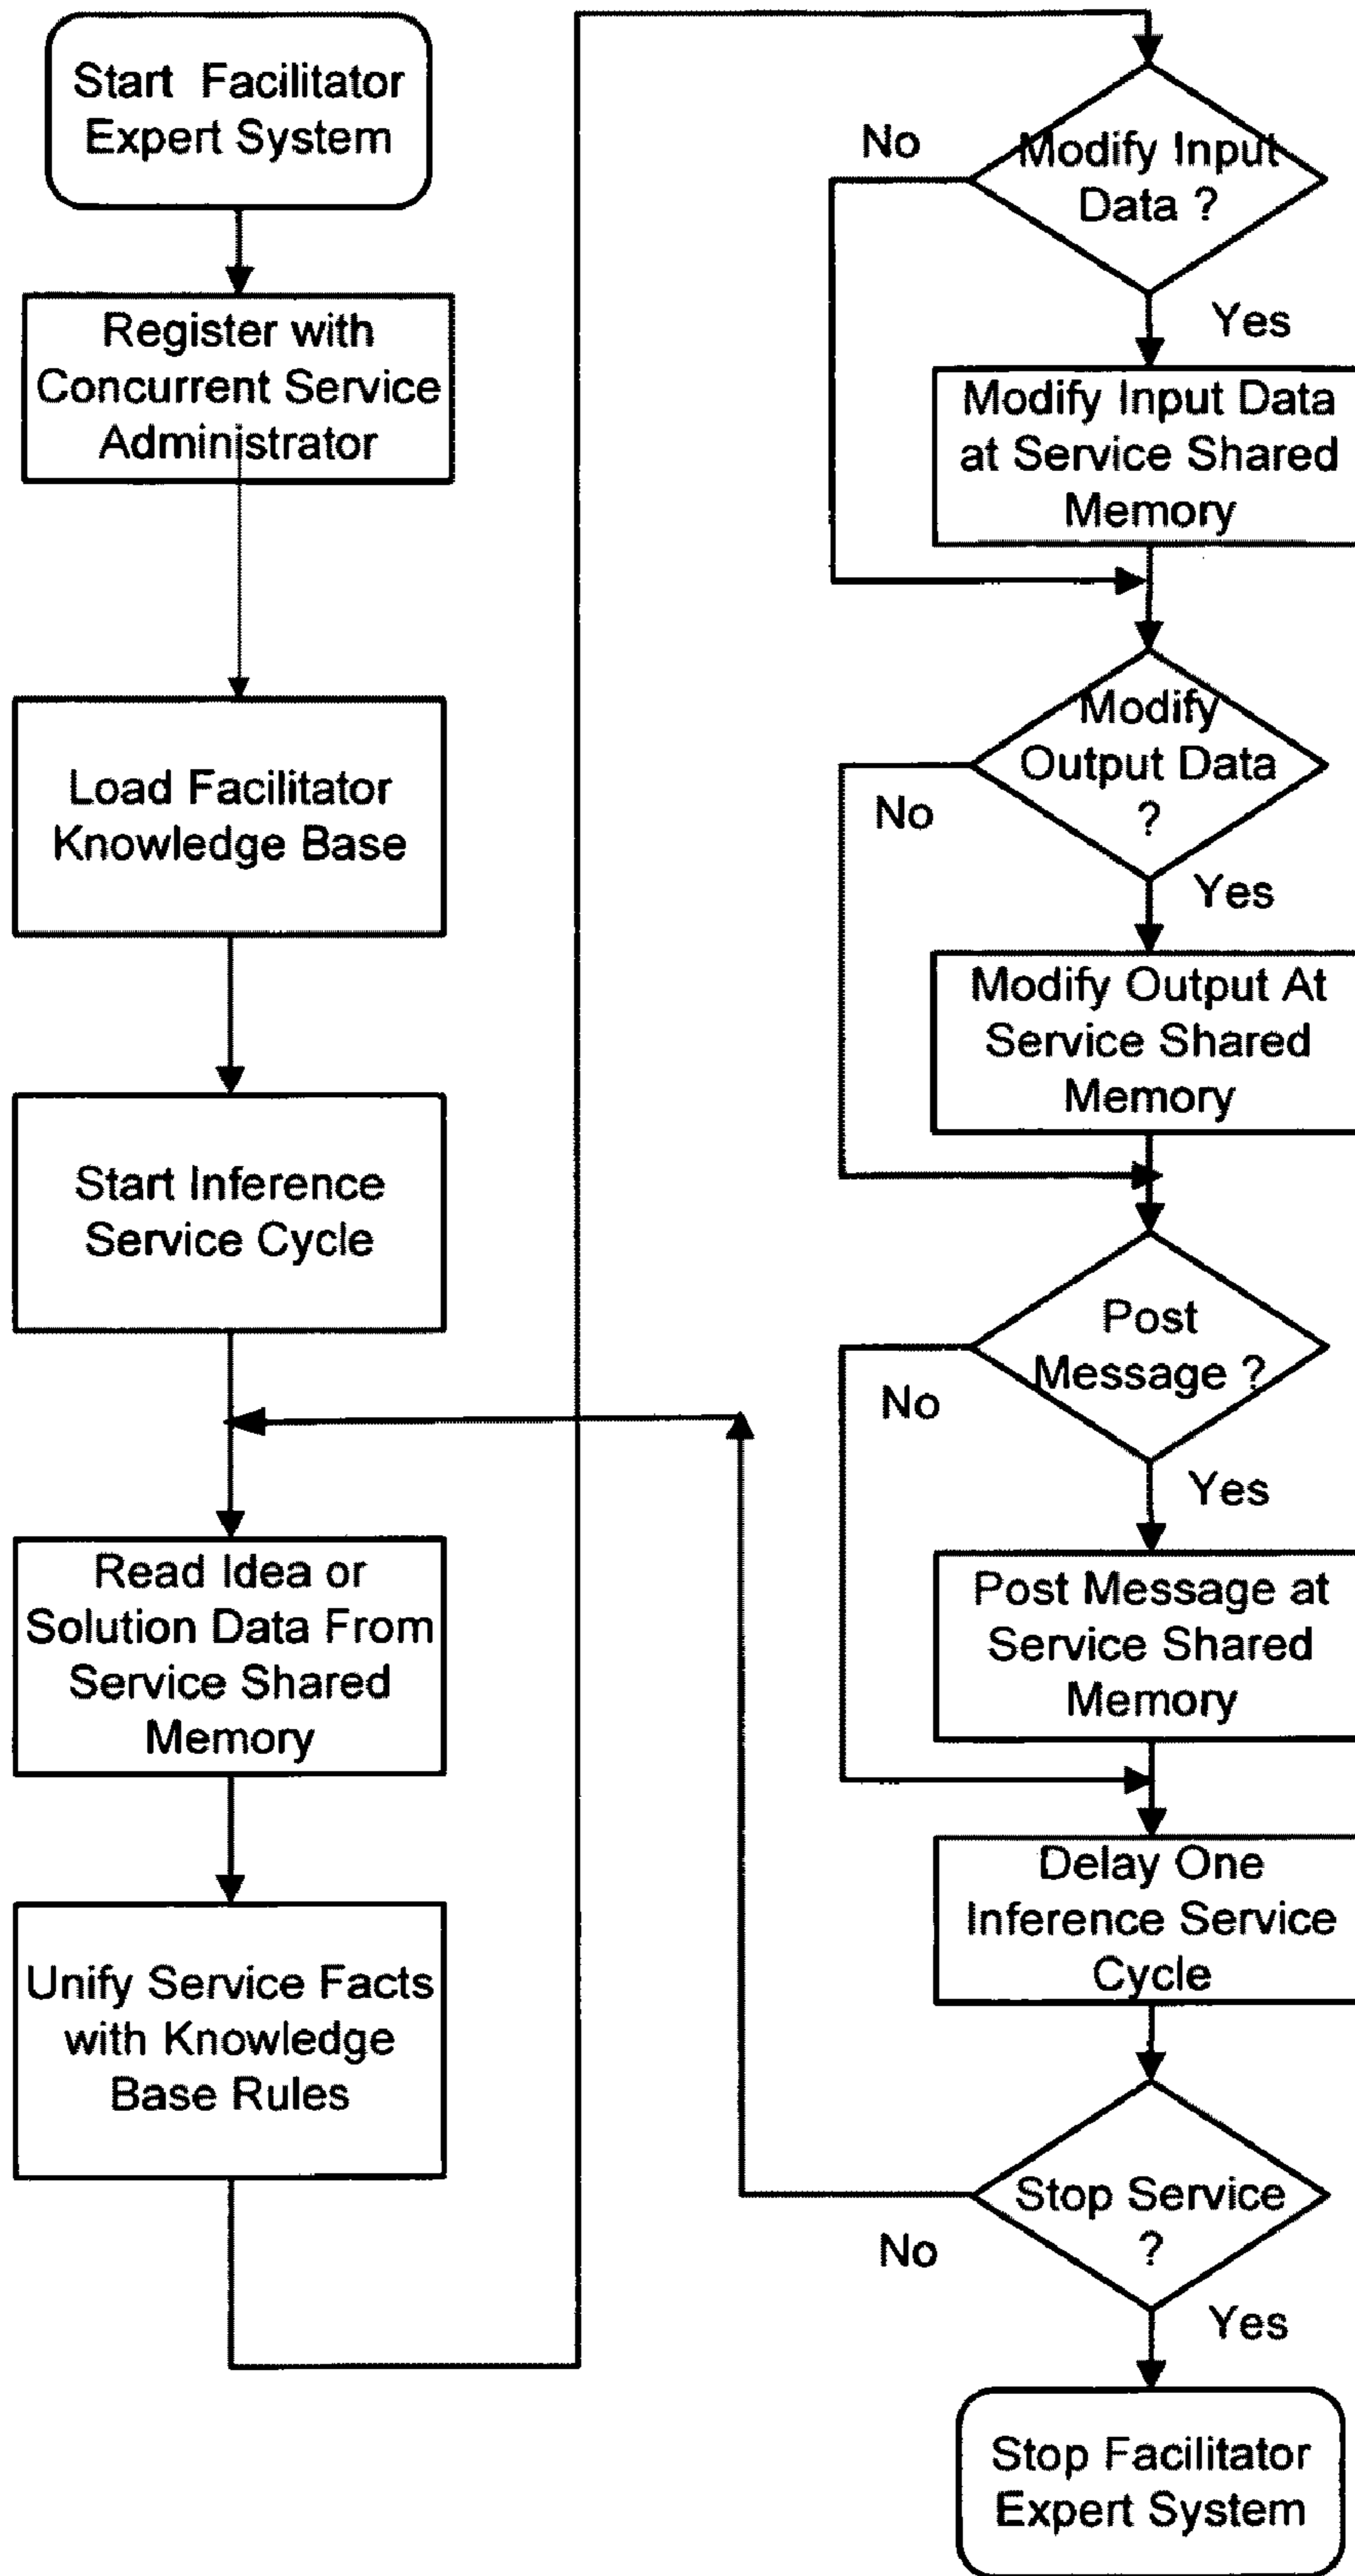 Start Facilitator
Expert System
Register with
Concurrent Service
Administrator
Load Facilitator
Knowledge Base
Start Inference
Service Cycle
Read Idea or
Solution Data From
Service Shared
Memory
Unify Service Facts
with Knowledge
Base Rules
No
Modify Input
Data ?
Yes
Modify Input Data
at Service Shared
Memory
Modify
Output Data
?
No
Yes
Modify Output At
Service Shared
Memory
Post
Message ?
No
Yes
Post Message at
Service Shared
Memory
Delay One
Inference Service
Cycle
Stop Service
?
No
Yes
Stop Facilitator
Expert System